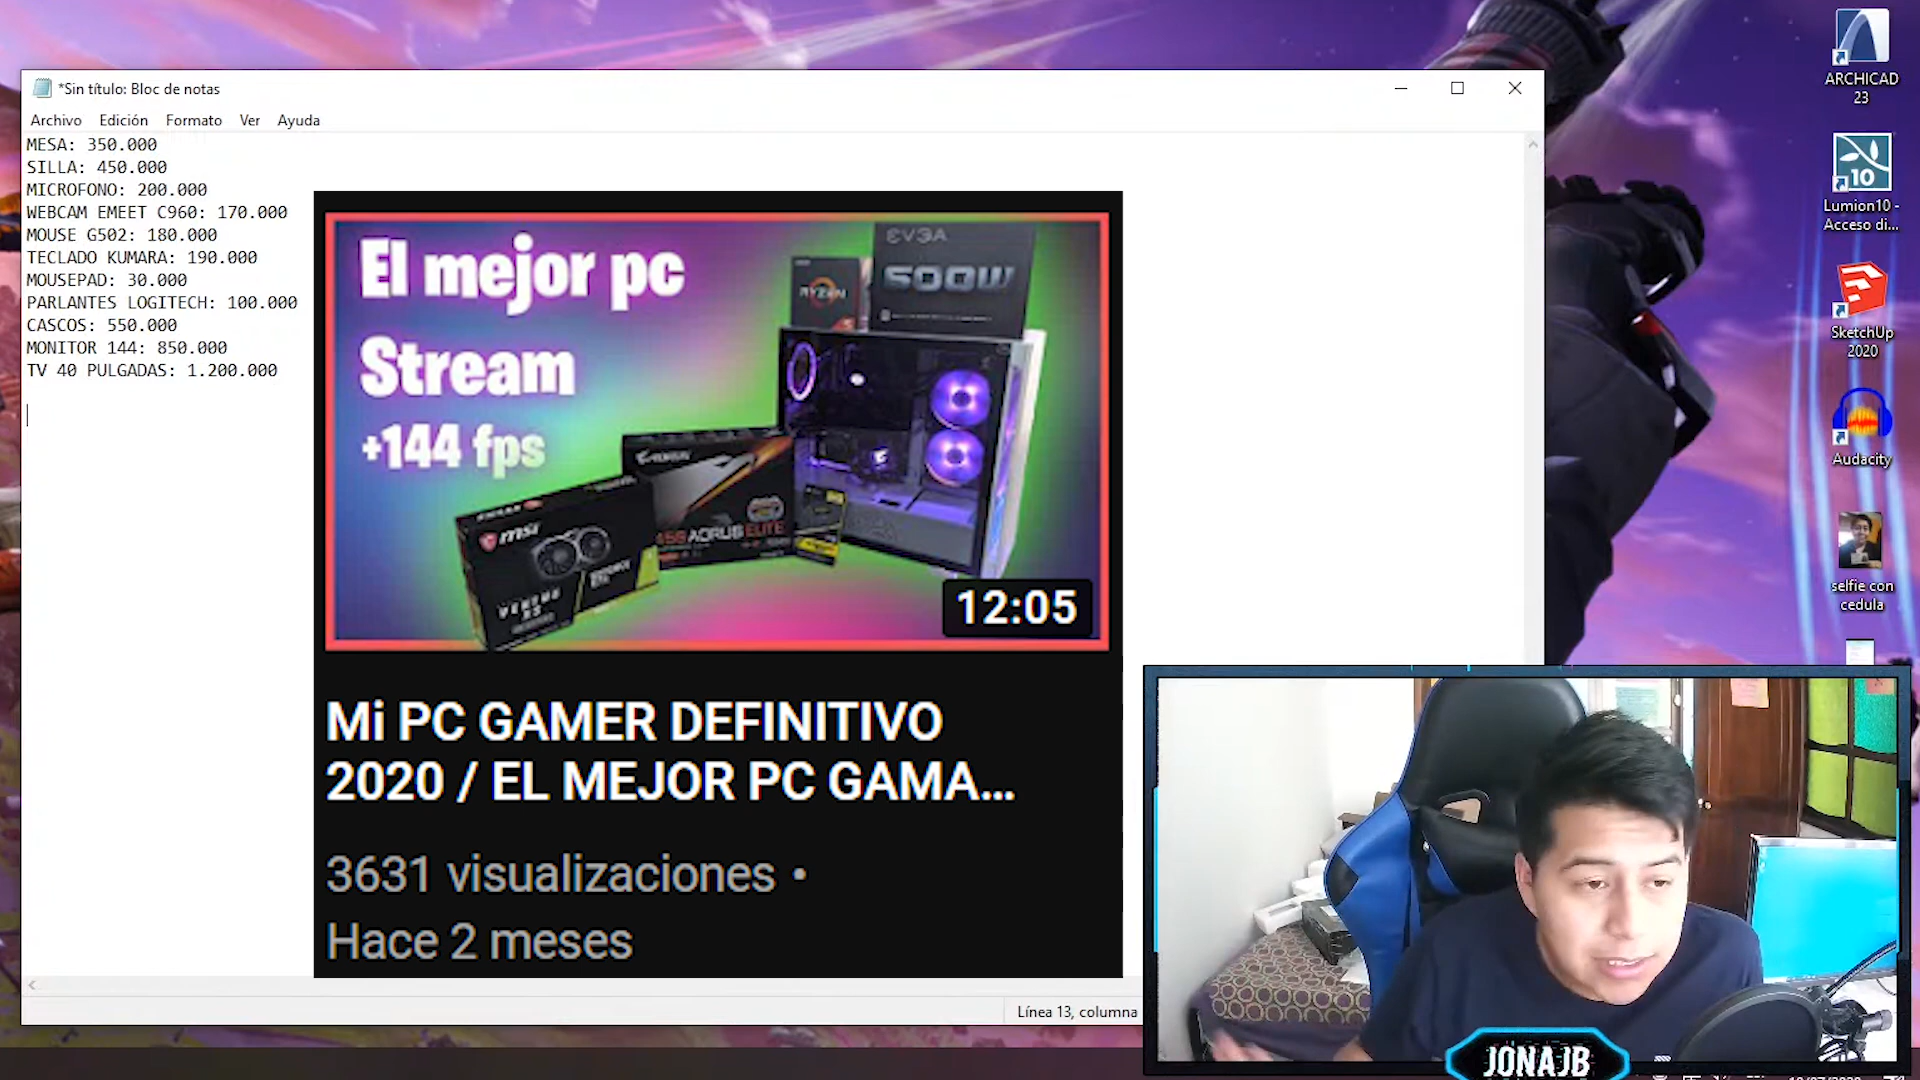 *Sin título: Bloc de notas
Archivo Edición Formato Ver Ayuda
MESA: 350.000
SILLA: 450.000
MICROFONO: 200.000
WEBCAM EMEET C960: 170.000
MOUSE G502: 180.000
TECLADO KUMARA: 190.000
MOUSEPAD: 30.000
PARLANTES LOGITECH: 100.000
CASCOS: 550.000
MONITOR 144: 850.000
TV 40 PULGADAS: 1.200.000
El mejor pc
Stream
+144 fps
EVGA
500W
RYZEN
AORUS
AORUS ELITE
msi
VENTUS
XS
12:05
Mi PC GAMER DEFINITIVO
2020 / EL MEJOR PC GAMA...
3631 visualizaciones •
Hace 2 meses
Línea 13, columna
ARCHICAD
23
10
Lumion10 -
Acceso di...
SketchUp
2020
Audacity
selfie con
cedula
JONAJB